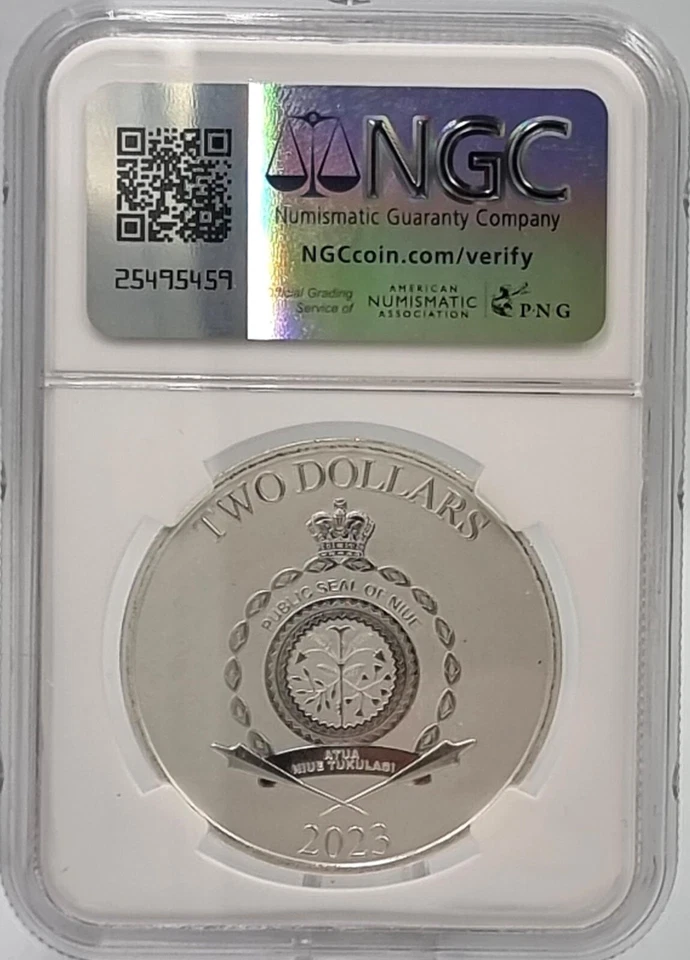 NGC
Numismatic Guaranty Company
NGCcoin.com/verify
25495459
Official Grading
Service of
AMERICAN
NUMISMATIC
ASSOCIATION
PNG
TWO DOLLARS
PUBLIC SEAL OF NIUE
ATUA
NIUE TUKULAGI
2023